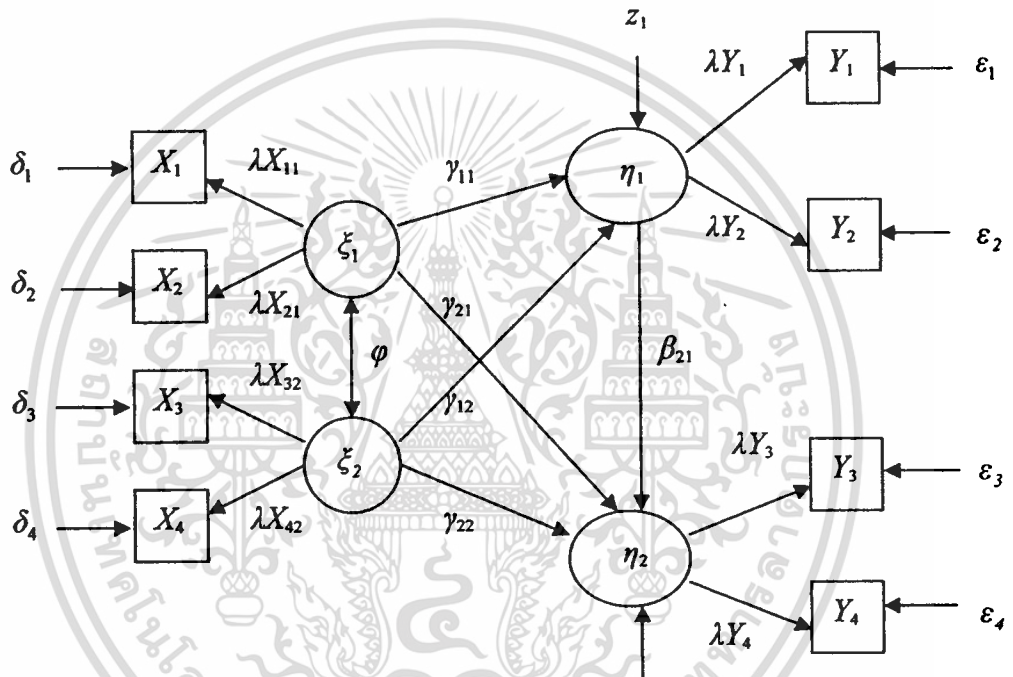 z₁
λY₁
Y₁
ε₁
δ₁
X₁
λX₁₁
γ₁₁
η₁
ξ₁
λY₂
Y₂
ε₂
δ₂
X₂
λX₂₁
γ₂₁
φ
β₂₁
δ₃
X₃
λX₃₂
γ₁₂
ξ₂
λY₃
Y₃
ε₃
δ₄
X₄
λX₄₂
γ₂₂
η₂
λY₄
Y₄
ε₄